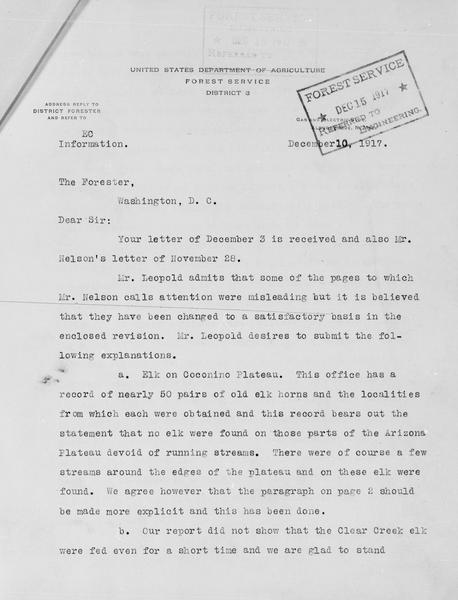 FOREST SERVICE
UNITED STATES DEPARTMENT OF AGRICULTURE
FOREST SERVICE
DISTRICT 3
ADDRESS REPLY TO
DISTRICT FORESTER
AND REFER TO
FOREST SERVICE
★ DEC 15 1917 ★
REFERRED TO
ENGINEERING.
EC
Information.
December 10, 1917.
The Forester,
Washington, D. C.
Dear Sir:
Your letter of December 3 is received and also Mr.
Nelson's letter of November 28.
Mr. Leopold admits that some of the pages to which
Mr. Nelson calls attention were misleading but it is believed
that they have been changed to a satisfactory basis in the
enclosed revision. Mr. Leopold desires to submit the fol-
lowing explanations.
a. Elk on Coconino Plateau. This office has a
record of nearly 50 pairs of old elk horns and the localities
from which each were obtained and this record bears out the
statement that no elk were found on those parts of the Arizona
Plateau devoid of running streams. There were of course a few
streams around the edges of the plateau and on these elk were
found. We agree however that the paragraph on page 2 should
be made more explicit and this has been done.
b. Our report did not show that the Clear Creek elk
were fed even for a short time and we are glad to stand